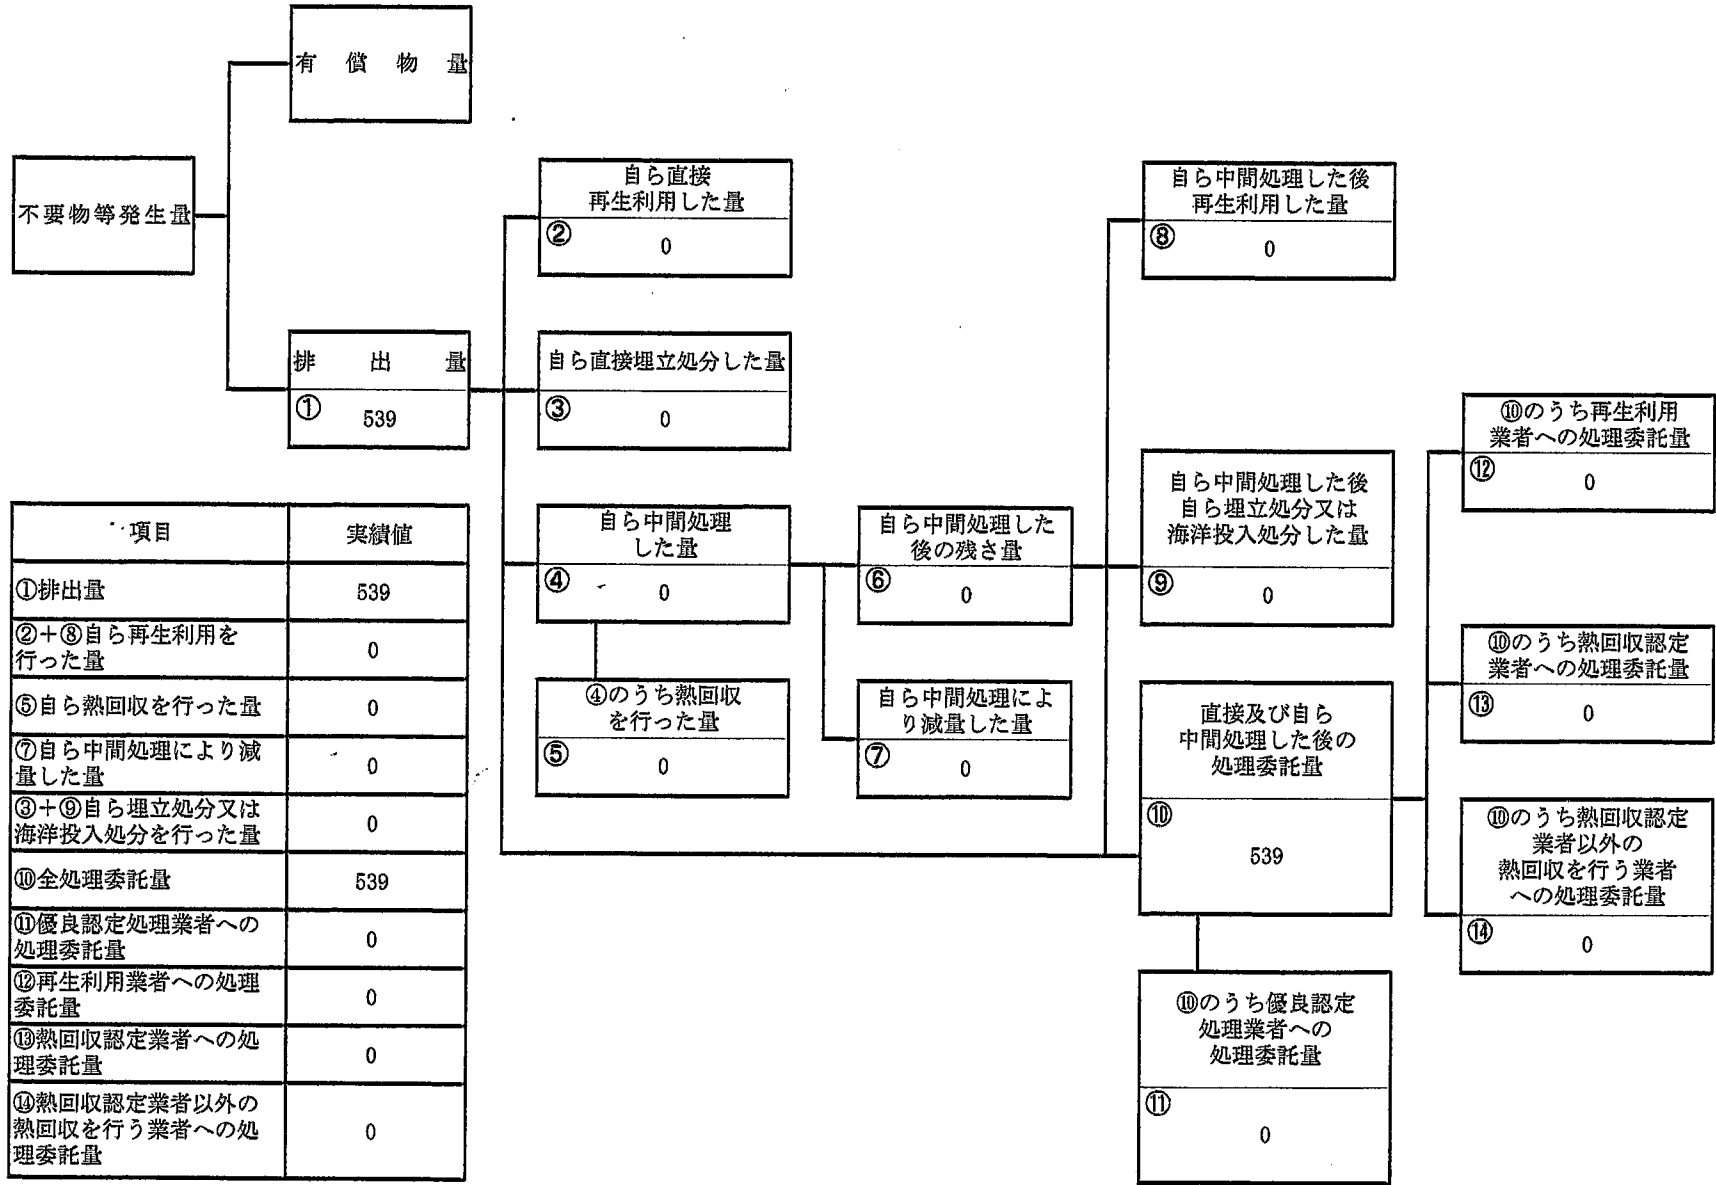 有償物量
不要物等発生量
排出量
①
539
自ら直接
再生利用した量
②
0
自ら直接埋立処分した量
③
0
自ら中間処理
した量
④
0
④のうち熱回収
を行った量
⑤
0
自ら中間処理した
後の残さ量
⑥
0
自ら中間処理によ
り減量した量
⑦
0
自ら中間処理した後
再生利用した量
⑧
0
自ら中間処理した後
自ら埋立処分又は
海洋投入処分した量
⑨
0
直接及び自ら
中間処理した後の
処理委託量
⑩
539
⑩のうち優良認定
処理業者への
処理委託量
⑪
0
⑩のうち再生利用
業者への処理委託量
⑫
0
⑩のうち熱回収認定
業者への処理委託量
⑬
0
⑩のうち熱回収認定
業者以外の
熱回収を行う業者
への処理委託量
⑭
0
項目 実績値
①排出量 539
②+⑧自ら再生利用を
行った量 0
⑤自ら熱回収を行った量 0
⑦自ら中間処理により減
量した量 0
③+⑨自ら埋立処分又は
海洋投入処分を行った量 0
⑩全処理委託量 539
⑪優良認定処理業者への
処理委託量 0
⑫再生利用業者への処理
委託量 0
⑬熱回収認定業者への処
理委託量 0
⑭熱回収認定業者以外の
熱回収を行う業者への処
理委託量 0